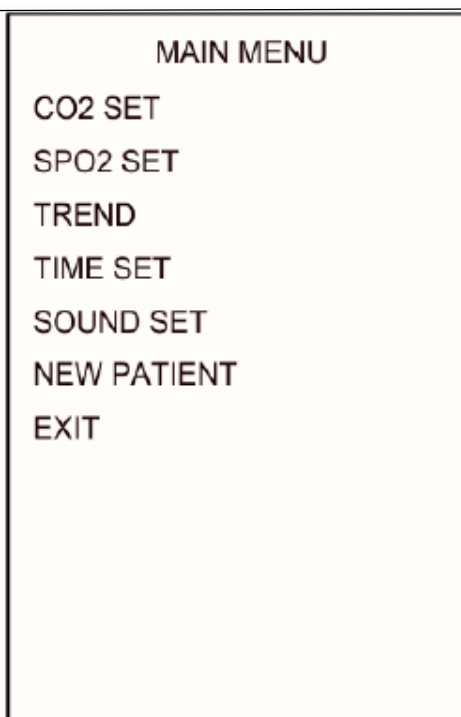 MAIN MENU
CO2 SET
SPO2 SET
TREND
TIME SET
SOUND SET
NEW PATIENT
EXIT